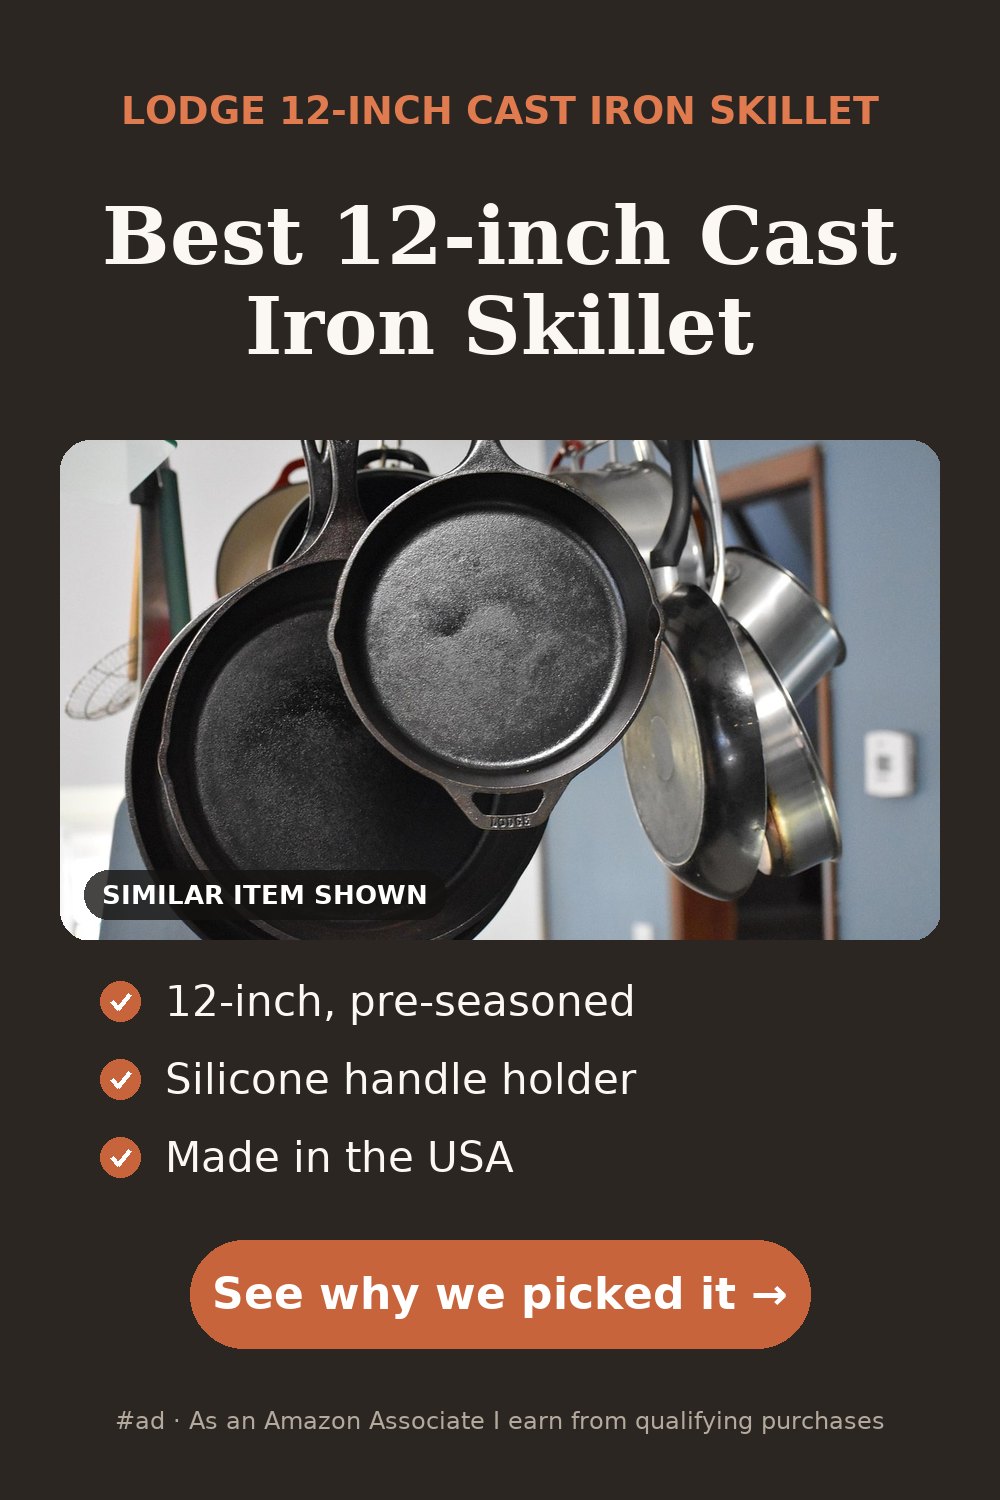 LODGE 12-INCH CAST IRON SKILLET
Best 12-inch Cast
Iron Skillet
LODGE
SIMILAR ITEM SHOWN
12-inch, pre-seasoned
Silicone handle holder
Made in the USA
See why we picked it →
#ad · As an Amazon Associate I earn from qualifying purchases